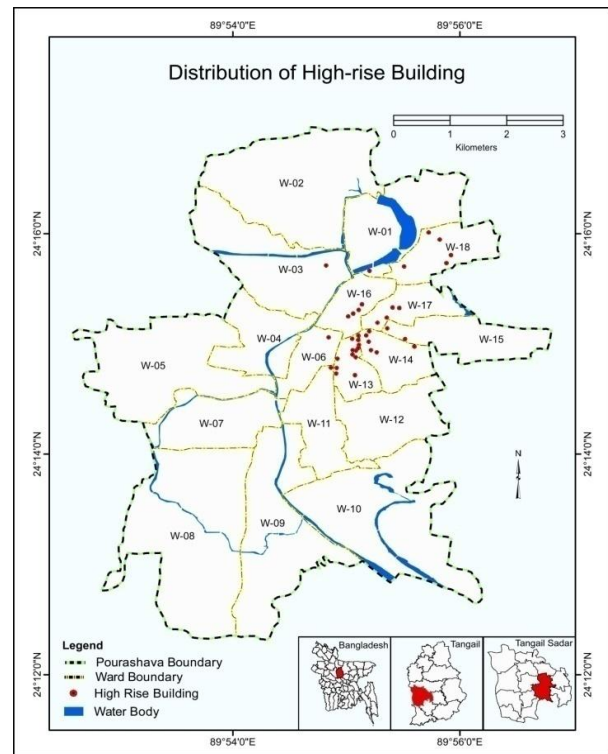 89°54'0"E
89°56'0"E
Distribution of High-rise Building
0 1 2 3
Kilometers
24°16'0"N
24°16'0"N
W-02
W-01
W-18
W-03
W-16
W-17
W-04
W-15
W-06
W-14
W-05
W-13
W-07
W-11
W-12
24°14'0"N
24°14'0"N
N
W-10
W-09
W-08
Legend
Pourashava Boundary
Ward Boundary
High Rise Building
Water Body
Bangladesh
Tangail
Tangail Sadar
24°12'0"N
24°12'0"N
89°54'0"E
89°56'0"E